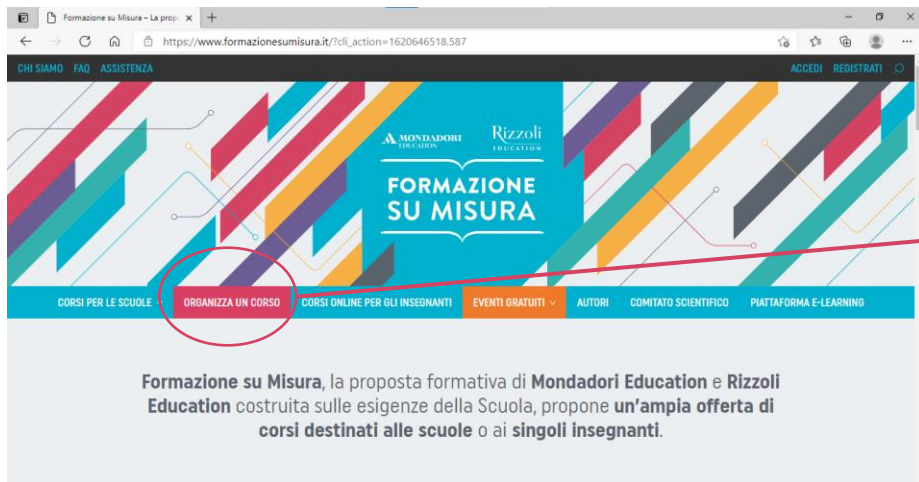 Formazione su Misura – La prop
https://www.formazionesumisura.it/?cli_action=1620646518.587
CHI SIAMO FAQ ASSISTENZA ACCEDI REGISTRATI
MONDADORI EDUCATION Rizzoli EDUCATION
FORMAZIONE
SU MISURA
CORSI PER LE SCUOLE ORGANIZZA UN CORSO CORSI ONLINE PER GLI INSEGNANTI EVENTI GRATUITI AUTORI COMITATO SCIENTIFICO PIATTAFORMA E-LEARNING
Formazione su Misura, la proposta formativa di Mondadori Education e Rizzoli
Education costruita sulle esigenze della Scuola, propone un'ampia offerta di
corsi destinati alle scuole o ai singoli insegnanti.